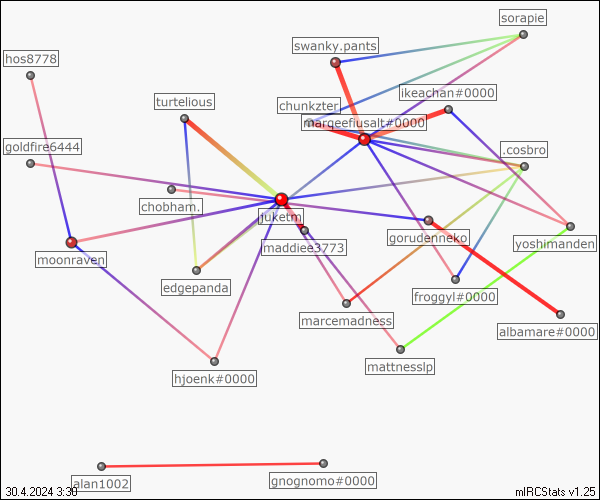 sorapie
swanky.pants
hos8778
ikeachan#0000
turtelious
chunkzter
marqeefiusalt#0000
goldfire6444
.cosbro
chobham.
juketm
gorudenneko
yoshimanden
maddiee3773
moonraven
edgepanda
froggyl#0000
marcemadness
albamare#0000
mattnesslp
hjoenk#0000
alan1002
gnognomo#0000
30.4.2024 3:30
mIRCStats v1.25